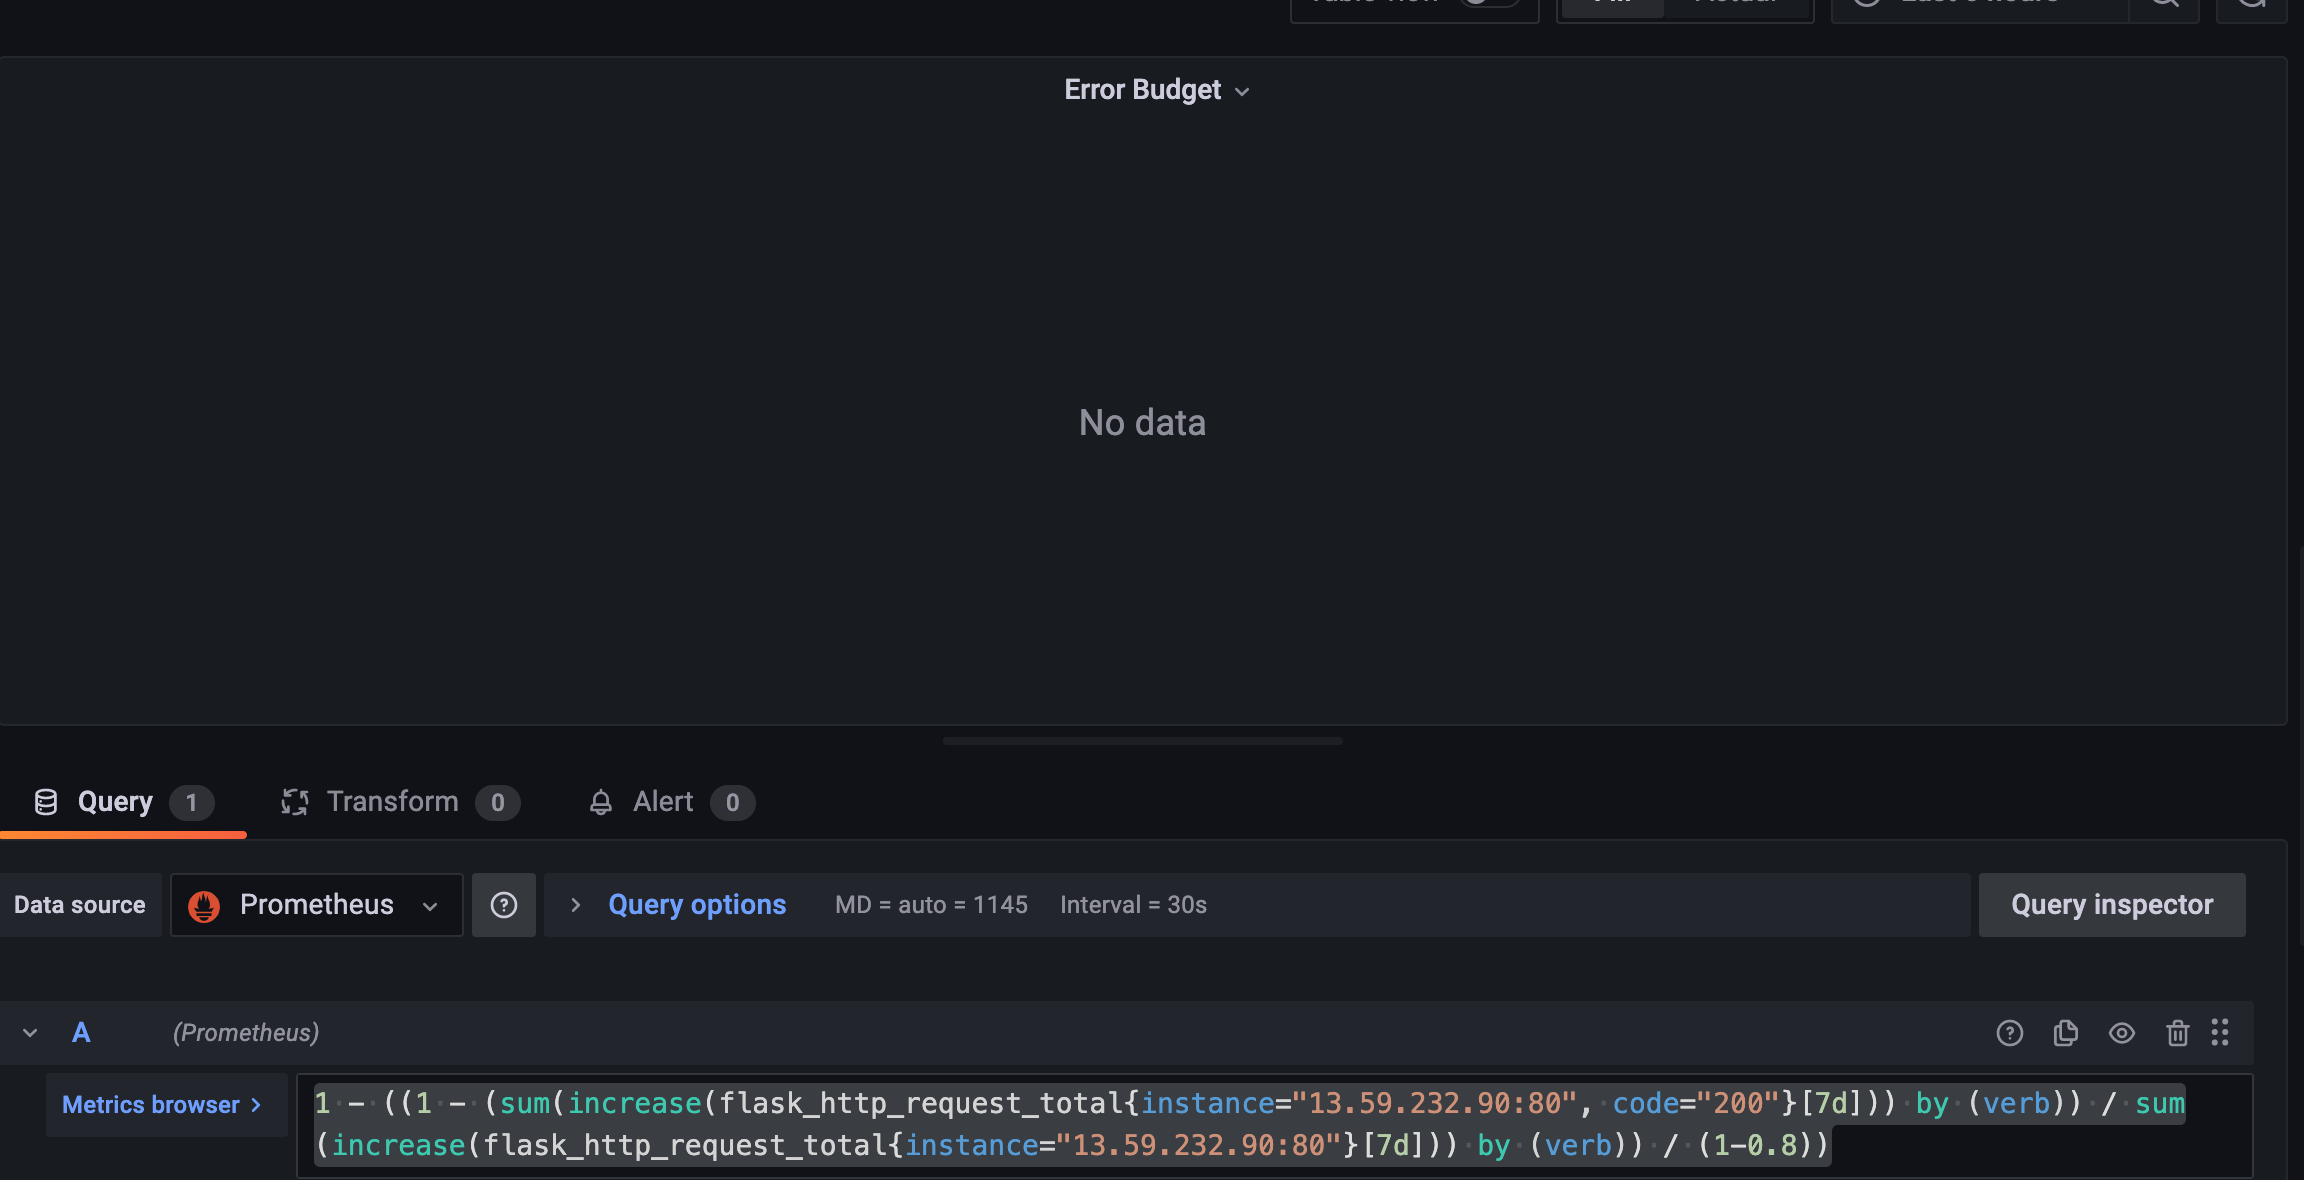 Error Budget
No data
Query 1
Transform 0
Alert 0
Data source
Prometheus
Query options
MD = auto = 1145
Interval = 30s
Query inspector
A
(Prometheus)
Metrics browser >
1 - ((1 - (sum(increase(flask_http_request_total{instance="13.59.232.90:80", code="200"}[7d])) by (verb)) / sum
(increase(flask_http_request_total{instance="13.59.232.90:80"}[7d])) by (verb)) / (1-0.8))